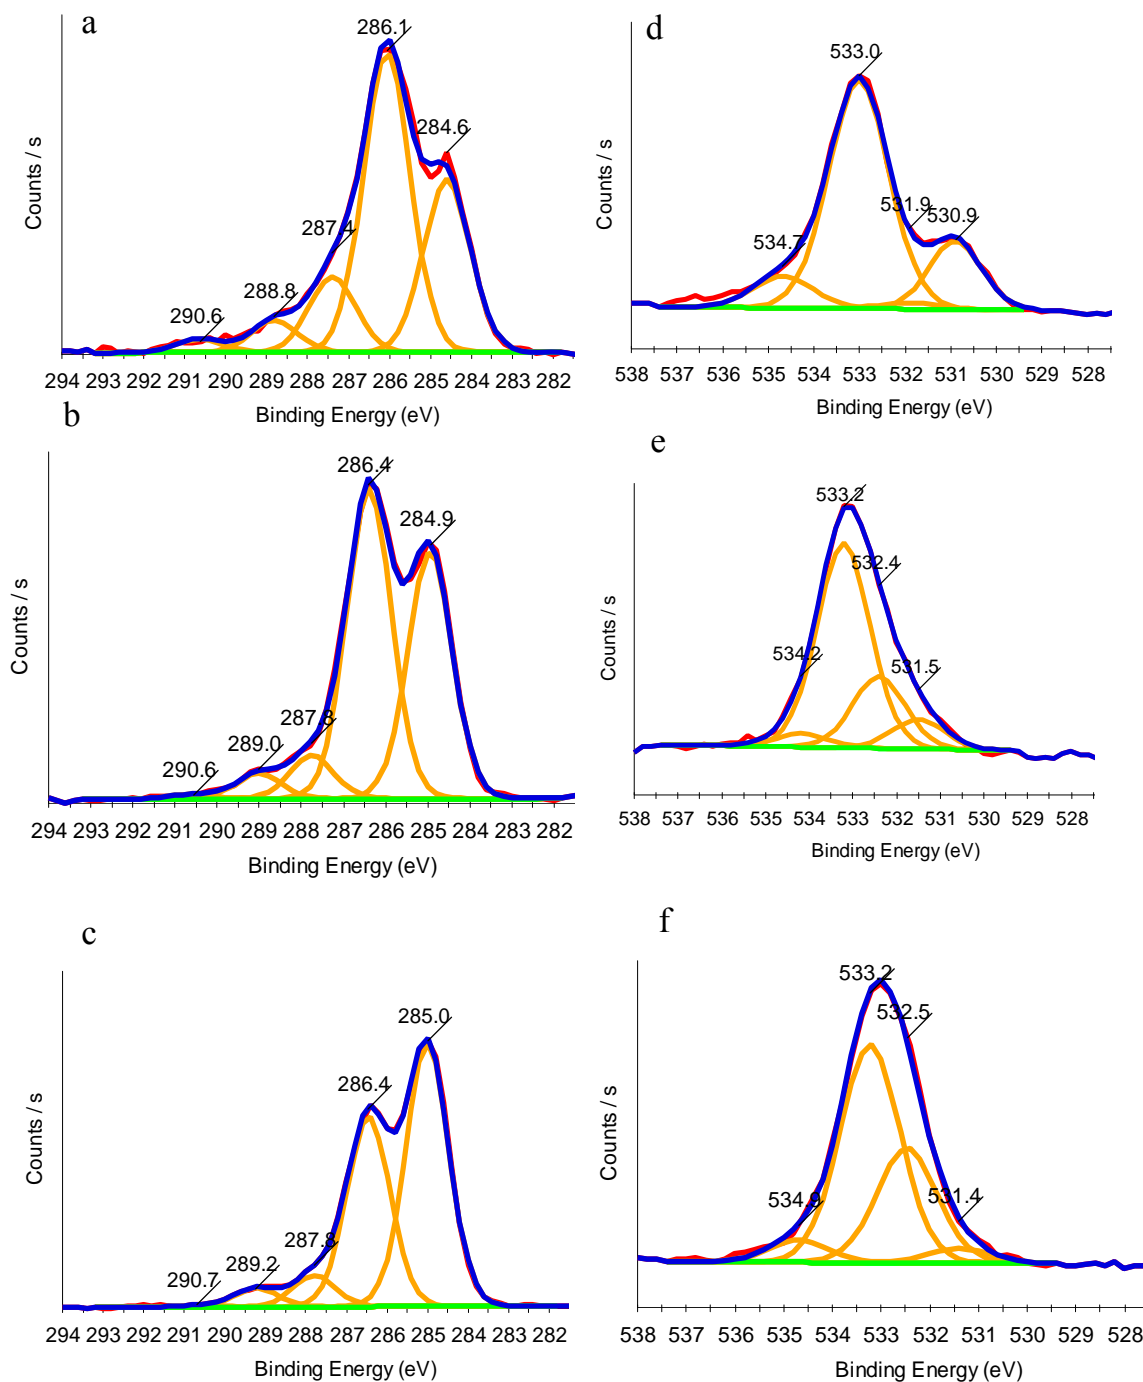 a
286.1
284.6
287.4
288.8
290.6
Counts / s
294 293 292 291 290 289 288 287 286 285 284 283 282
Binding Energy (eV)
d
533.0
531.9
530.9
534.7
Counts / s
538 537 536 535 534 533 532 531 530 529 528
Binding Energy (eV)
b
286.4
284.9
287.8
289.0
290.6
Counts / s
294 293 292 291 290 289 288 287 286 285 284 283 282
Binding Energy (eV)
e
533.2
532.4
534.2
531.5
Counts / s
538 537 536 535 534 533 532 531 530 529 528
Binding Energy (eV)
c
285.0
286.4
287.8
289.2
290.7
Counts / s
294 293 292 291 290 289 288 287 286 285 284 283 282
Binding Energy (eV)
f
533.2
532.5
534.9
531.4
Counts / s
538 537 536 535 534 533 532 531 530 529 528
Binding Energy (eV)